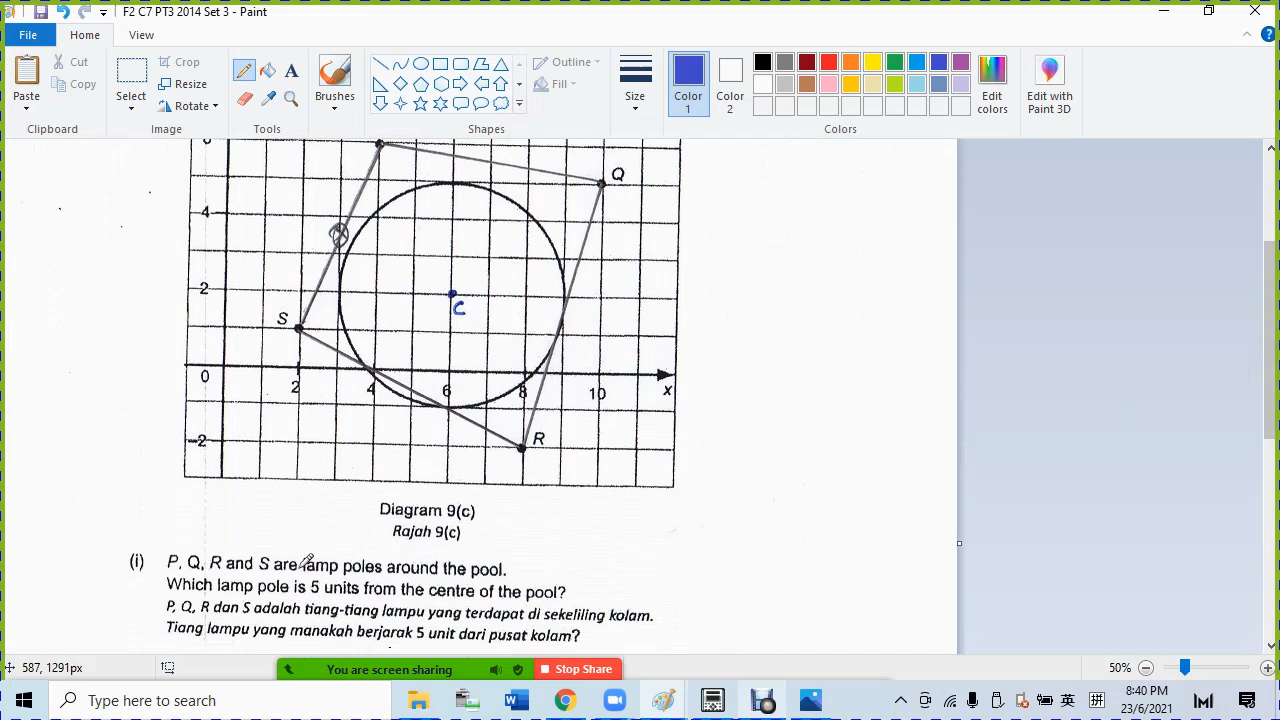 F2 C7 PT3 2014 Set 3 - Paint
File Home View
Paste Cut Copy Clipboard
Select Resize Rotate Image
A Tools
Brushes
Outline Fill Shapes
Size
Color 1 Color 2 Edit colors Edit with Paint 3D Colors
Q
4
2
C
S
0 2 4 6 8 10 x
-2 R
Diagram 9(c)
Rajah 9(c)
(i) P, Q, R and S are lamp poles around the pool.
Which lamp pole is 5 units from the centre of the pool?
P, Q, R dan S adalah tiang-tiang lampu yang terdapat di sekeliling kolam.
Tiang lampu yang manakah berjarak 5 unit dari pusat kolam?
587, 1291px You are screen sharing Stop Share 50%
Type here to search 英 拼 8:40 PM
23/6/2021